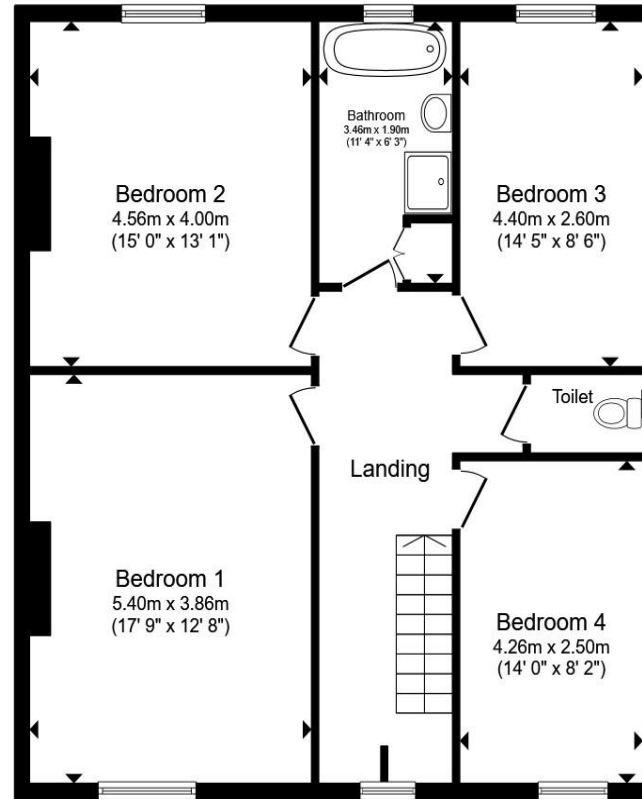 Bathroom
3.46m x 1.90m
(11' 4" x 6' 3")
Bedroom 2
4.56m x 4.00m
(15' 0" x 13' 1")
Bedroom 3
4.40m x 2.60m
(14' 5" x 8' 6")
Toilet
Landing
Bedroom 1
5.40m x 3.86m
(17' 9" x 12' 8")
Bedroom 4
4.26m x 2.50m
(14' 0" x 8' 2")